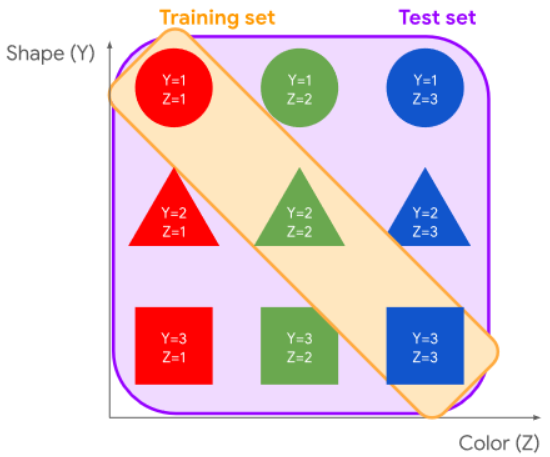 Training set
Test set
Shape (Y)
Y=1
Z=1
Y=1
Z=2
Y=1
Z=3
Y=2
Z=1
Y=2
Z=2
Y=2
Z=3
Y=3
Z=1
Y=3
Z=2
Y=3
Z=3
Color (Z)